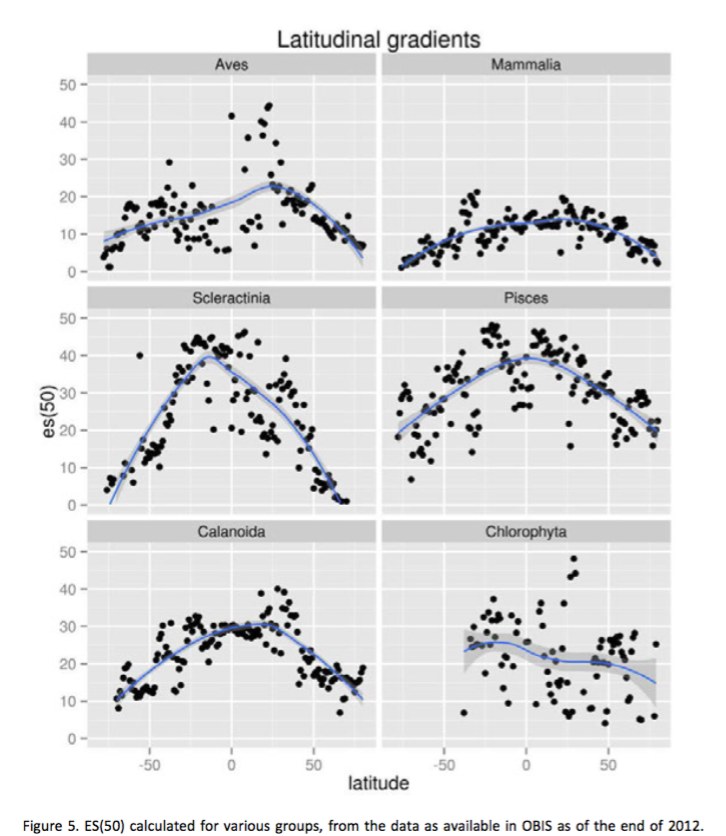 Latitudinal gradients
Aves Mammalia
50
40
30
20
10
0
Scleractinia Pisces
50
40
30
20
10
0
es(50)
Calanoida Chlorophyta
50
40
30
20
10
0
-50 0 50 -50 0 50
latitude
Figure 5. ES(50) calculated for various groups, from the data as available in OBIS as of the end of 2012.